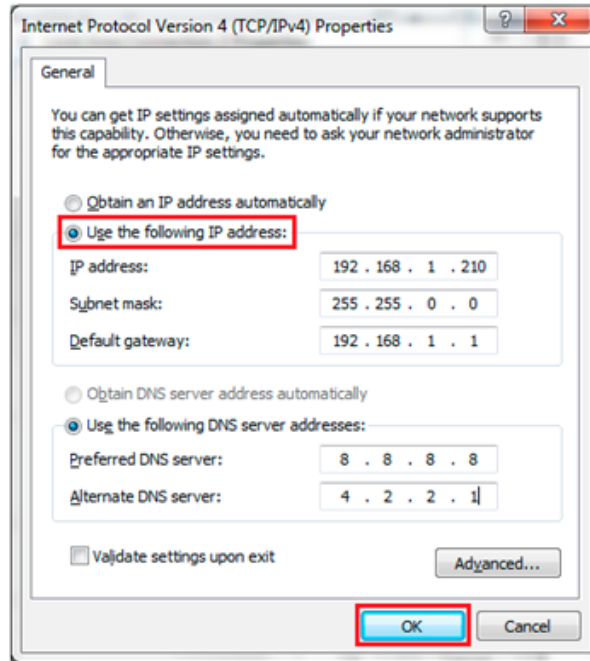 Internet Protocol Version 4 (TCP/IPv4) Properties
General
You can get IP settings assigned automatically if your network supports
this capability. Otherwise, you need to ask your network administrator
for the appropriate IP settings.
Obtain an IP address automatically
Use the following IP address:
IP address: 192 . 168 . 1 . 210
Subnet mask: 255 . 255 . 0 . 0
Default gateway: 192 . 168 . 1 . 1
Obtain DNS server address automatically
Use the following DNS server addresses:
Preferred DNS server: 8 . 8 . 8 . 8
Alternate DNS server: 4 . 2 . 2 . 1
Validate settings upon exit
Advanced...
OK Cancel